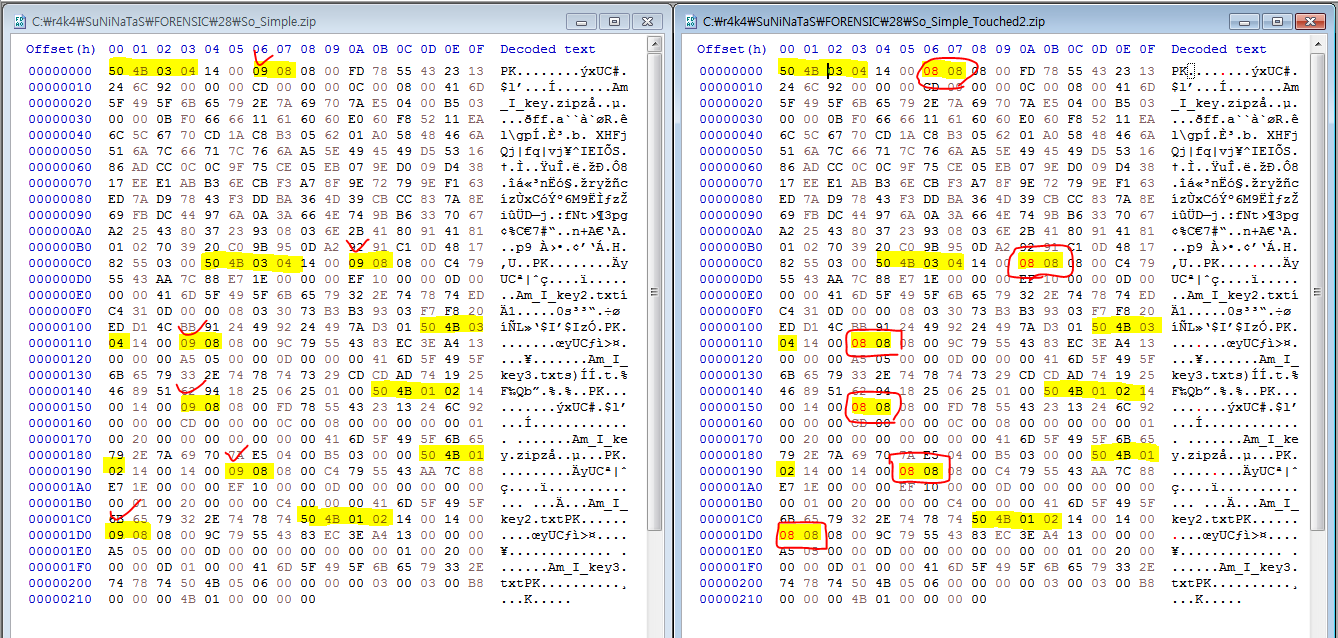 C:₩r4k4₩SuNiNaTaS₩FORENSIC₩28₩So_Simple.zip
Offset(h) 00 01 02 03 04 05 06 07 08 09 0A 0B 0C 0D 0E 0F Decoded text
00000000 50 4B 03 04 14 00 09 08 08 00 FD 78 55 43 23 13 PK........ýxUC#.
00000010 24 6C 92 00 00 00 CD 00 00 00 0C 00 08 00 41 6D $l’...Í.......Am
00000020 5F 49 5F 6B 65 79 2E 7A 69 70 7A E5 04 00 B5 03 _I_key.zipzå..µ.
00000030 00 00 0B F0 66 66 11 61 60 60 E0 60 F8 52 11 EA ...ðff.a``à`øR.ê
00000040 6C 5C 67 70 CD 1A C8 B3 05 62 01 A0 58 48 46 6A l\gpÍ.È³.b. XHFj
00000050 51 6A 7C 66 71 7C 76 6A A5 5E 49 45 49 D5 53 16 Qj|fq|vj¥^IEIÕS.
00000060 86 AD CC 0C 0C 9F 75 CE 05 EB 07 9E D0 09 D4 38 †.Ì..ŸuÎ.ë.žÐ.Ô8
00000070 17 EE E1 AB B3 6E CB F3 A7 8F 9E 72 79 9E F1 63 .îá«³nËó§.žryžñc
00000080 ED 7A D9 78 43 F3 DD BA 36 4D 39 CB CC 83 7A 8E ízÙxCóÝº6M9ËÌƒzŽ
00000090 69 FB DC 44 97 6A 0A 3A 66 4E 74 9B B6 33 70 67 iûÜD—j.:fNt›¶3pg
000000A0 A2 25 43 80 37 23 93 08 03 6E 2B 41 80 91 41 81 ¢%C€7#“..n+A€‘A.
000000B0 01 02 70 39 20 C0 9B 95 0D A2 92 91 C1 0D 48 17 ..p9 À›•.¢’‘Á.H.
000000C0 82 55 03 00 50 4B 03 04 14 00 09 08 08 00 C4 79 ‚U..PK........Äy
000000D0 55 43 AA 7C 88 E7 1E 00 00 00 EF 10 00 00 0D 00 UCª|ˆç....ï.....
000000E0 00 00 41 6D 5F 49 5F 6B 65 79 32 2E 74 78 74 ED ..Am_I_key2.txtí
000000F0 C4 31 0D 00 00 08 03 30 73 B3 B3 93 03 F7 F8 20 Ä1.....0s³³“.÷ø
00000100 ED D1 4C BB 91 24 49 92 24 49 7A D3 01 50 4B 03 íÑL»‘$I’$IzÓ.PK.
00000110 04 14 00 09 08 08 00 9C 79 55 43 83 EC 3E A4 13 .......œyUCƒì>¤.
00000120 00 00 00 A5 05 00 00 0D 00 00 00 41 6D 5F 49 5F ...¥.......Am_I_
00000130 6B 65 79 33 2E 74 78 74 73 29 CD CD AD 74 19 25 key3.txts)ÍÍ.t.%
00000140 46 89 51 62 94 18 25 06 25 01 00 50 4B 01 02 14 F‰Qb”.%.%..PK...
00000150 00 14 00 09 08 08 00 FD 78 55 43 23 13 24 6C 92 .......ýxUC#.$l’
00000160 00 00 00 CD 00 00 00 0C 00 08 00 00 00 00 00 01 ...Í............
00000170 00 20 00 00 00 00 00 00 00 41 6D 5F 49 5F 6B 65 . .......Am_I_ke
00000180 79 2E 7A 69 70 7A E5 04 00 B5 03 00 00 50 4B 01 y.zipzå..µ...PK.
00000190 02 14 00 14 00 09 08 08 00 C4 79 55 43 AA 7C 88 .........ÄyUCª|ˆ
000001A0 E7 1E 00 00 00 EF 10 00 00 0D 00 00 00 00 00 00 ç....ï..........
000001B0 00 01 00 20 00 00 00 C4 00 00 00 41 6D 5F 49 5F ... ...Ä...Am_I_
000001C0 6B 65 79 32 2E 74 78 74 50 4B 01 02 14 00 14 00 key2.txtPK......
000001D0 09 08 08 00 9C 79 55 43 83 EC 3E A4 13 00 00 00 ....œyUCƒì>¤....
000001E0 A5 05 00 00 0D 00 00 00 00 00 00 00 01 00 20 00 ¥............. .
000001F0 00 00 0D 01 00 00 41 6D 5F 49 5F 6B 65 79 33 2E ......Am_I_key3.
00000200 74 78 74 50 4B 05 06 00 00 00 00 03 00 03 00 B8 txtPK..........¸
00000210 00 00 00 4B 01 00 00 00 00 ...K.....
C:₩r4k4₩SuNiNaTaS₩FORENSIC₩28₩So_Simple_Touched2.zip
Offset(h) 00 01 02 03 04 05 06 07 08 09 0A 0B 0C 0D 0E 0F Decoded text
00000000 50 4B 03 04 14 00 08 08 08 00 FD 78 55 43 23 13 PK........ýxUC#.
00000010 24 6C 92 00 00 00 CD 00 00 00 0C 00 08 00 41 6D $l’...Í.......Am
00000020 5F 49 5F 6B 65 79 2E 7A 69 70 7A E5 04 00 B5 03 _I_key.zipzå..µ.
00000030 00 00 0B F0 66 66 11 61 60 60 E0 60 F8 52 11 EA ...ðff.a``à`øR.ê
00000040 6C 5C 67 70 CD 1A C8 B3 05 62 01 A0 58 48 46 6A l\gpÍ.È³.b. XHFj
00000050 51 6A 7C 66 71 7C 76 6A A5 5E 49 45 49 D5 53 16 Qj|fq|vj¥^IEIÕS.
00000060 86 AD CC 0C 0C 9F 75 CE 05 EB 07 9E D0 09 D4 38 †.Ì..ŸuÎ.ë.žÐ.Ô8
00000070 17 EE E1 AB B3 6E CB F3 A7 8F 9E 72 79 9E F1 63 .îá«³nËó§.žryžñc
00000080 ED 7A D9 78 43 F3 DD BA 36 4D 39 CB CC 83 7A 8E ízÙxCóÝº6M9ËÌƒzŽ
00000090 69 FB DC 44 97 6A 0A 3A 66 4E 74 9B B6 33 70 67 iûÜD—j.:fNt›¶3pg
000000A0 A2 25 43 80 37 23 93 08 03 6E 2B 41 80 91 41 81 ¢%C€7#“..n+A€‘A.
000000B0 01 02 70 39 20 C0 9B 95 0D A2 92 91 C1 0D 48 17 ..p9 À›•.¢’‘Á.H.
000000C0 82 55 03 00 50 4B 03 04 14 00 08 08 08 00 C4 79 ‚U..PK........Äy
000000D0 55 43 AA 7C 88 E7 1E 00 00 00 EF 10 00 00 0D 00 UCª|ˆç....ï.....
000000E0 00 00 41 6D 5F 49 5F 6B 65 79 32 2E 74 78 74 ED ..Am_I_key2.txtí
000000F0 C4 31 0D 00 00 08 03 30 73 B3 B3 93 03 F7 F8 20 Ä1.....0s³³“.÷ø
00000100 ED D1 4C BB 91 24 49 92 24 49 7A D3 01 50 4B 03 íÑL»‘$I’$IzÓ.PK.
00000110 04 14 00 08 08 08 00 9C 79 55 43 83 EC 3E A4 13 .......œyUCƒì>¤.
00000120 00 00 00 A5 05 00 00 0D 00 00 00 41 6D 5F 49 5F ...¥.......Am_I_
00000130 6B 65 79 33 2E 74 78 74 73 29 CD CD AD 74 19 25 key3.txts)ÍÍ.t.%
00000140 46 89 51 62 94 18 25 06 25 01 00 50 4B 01 02 14 F‰Qb”.%.%..PK...
00000150 00 14 00 08 08 08 00 FD 78 55 43 23 13 24 6C 92 .......ýxUC#.$l’
00000160 00 00 00 CD 00 00 00 0C 00 08 00 00 00 00 00 01 ...Í............
00000170 00 20 00 00 00 00 00 00 00 41 6D 5F 49 5F 6B 65 . .......Am_I_ke
00000180 79 2E 7A 69 70 7A E5 04 00 B5 03 00 00 50 4B 01 y.zipzå..µ...PK.
00000190 02 14 00 14 00 08 08 08 00 C4 79 55 43 AA 7C 88 .........ÄyUCª|ˆ
000001A0 E7 1E 00 00 00 EF 10 00 00 0D 00 00 00 00 00 00 ç....ï..........
000001B0 00 01 00 20 00 00 00 C4 00 00 00 41 6D 5F 49 5F ... ...Ä...Am_I_
000001C0 6B 65 79 32 2E 74 78 74 50 4B 01 02 14 00 14 00 key2.txtPK......
000001D0 08 08 08 00 9C 79 55 43 83 EC 3E A4 13 00 00 00 ....œyUCƒì>¤....
000001E0 A5 05 00 00 0D 00 00 00 00 00 00 00 01 00 20 00 ¥............. .
000001F0 00 00 0D 01 00 00 41 6D 5F 49 5F 6B 65 79 33 2E ......Am_I_key3.
00000200 74 78 74 50 4B 05 06 00 00 00 00 03 00 03 00 B8 txtPK..........¸
00000210 00 00 00 4B 01 00 00 00 00 ...K.....